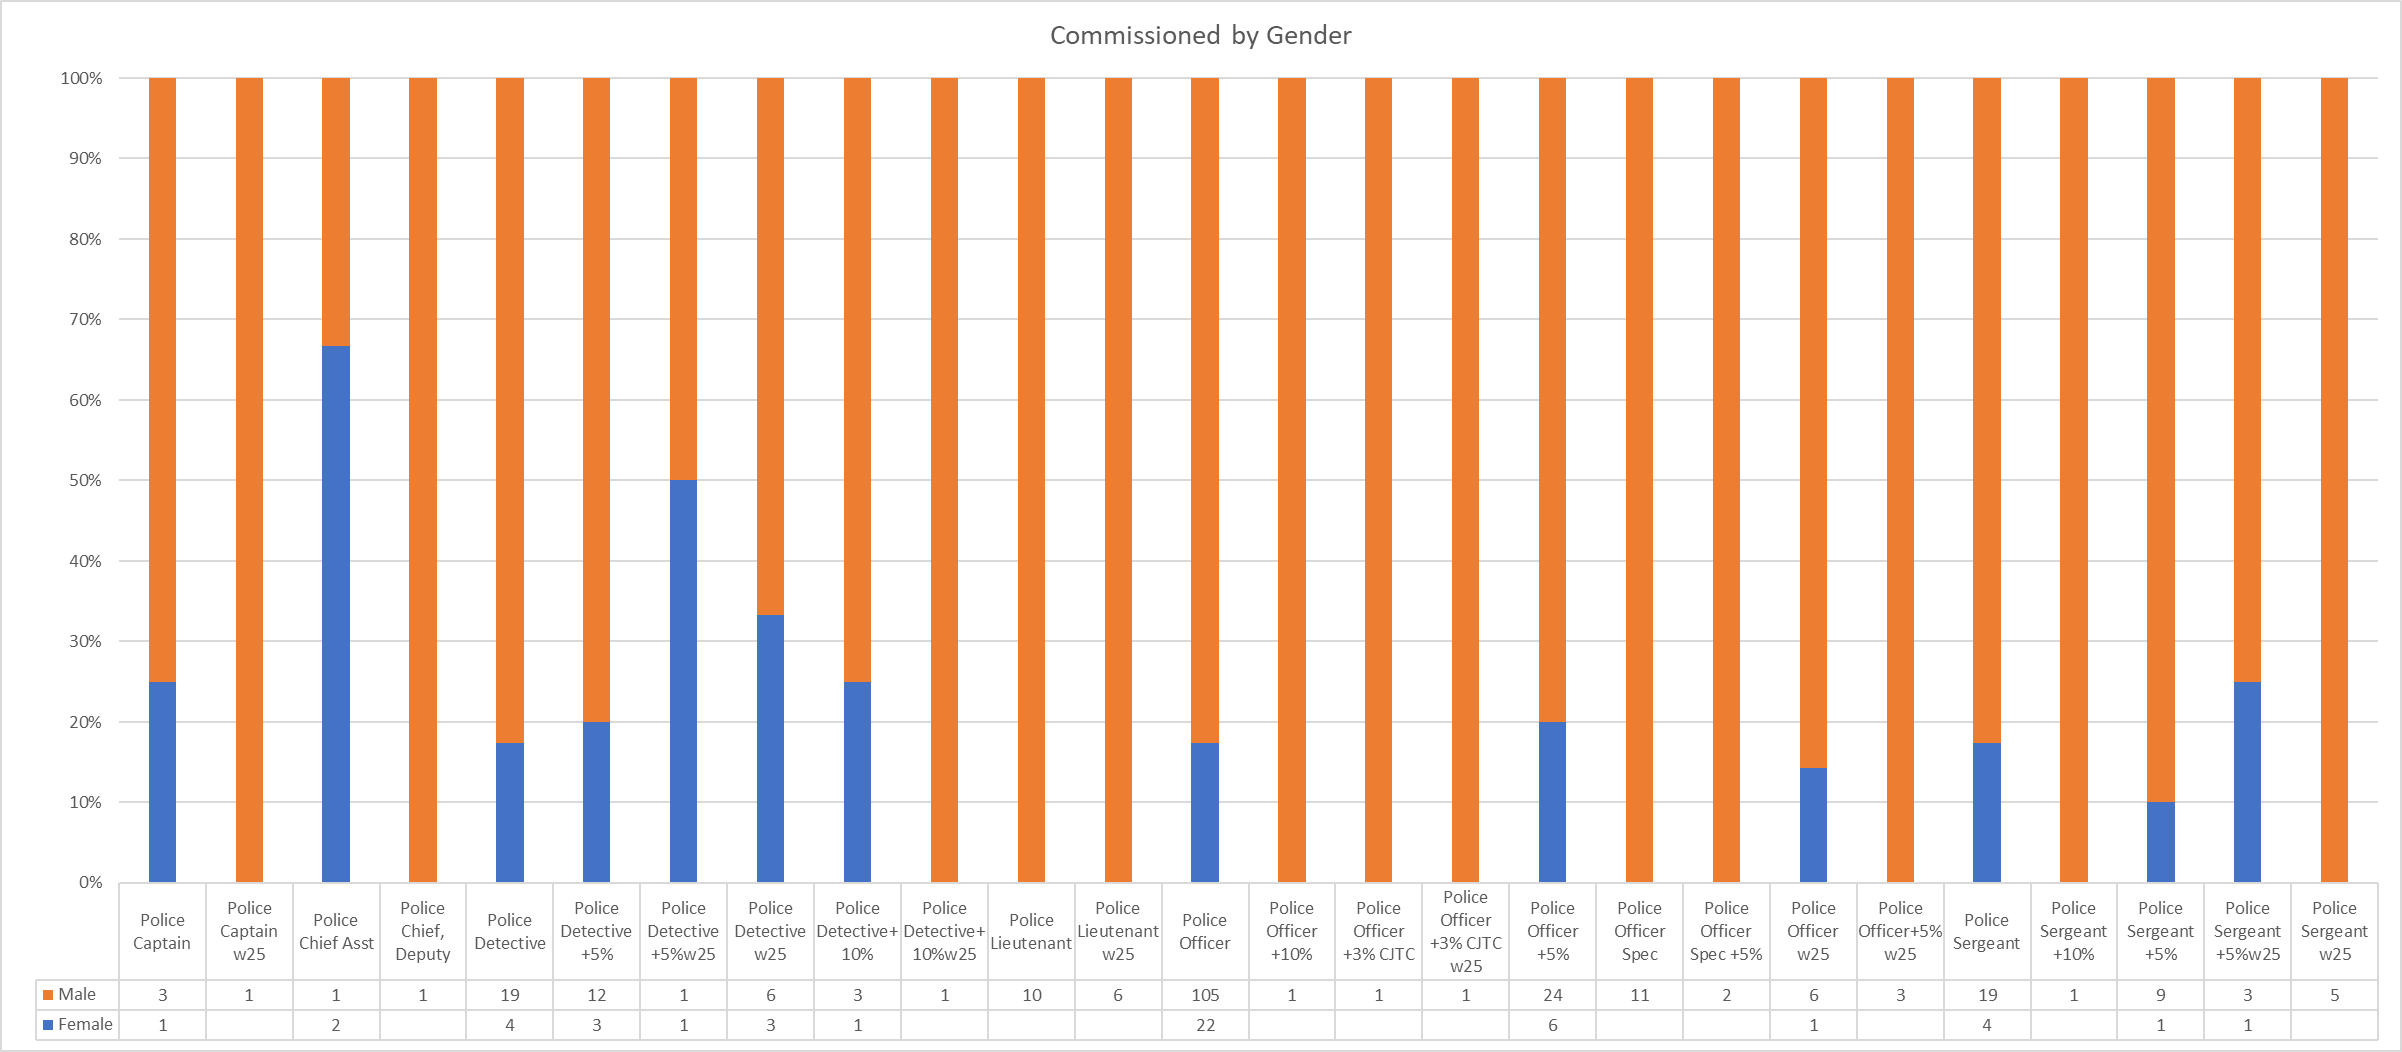 Commissioned by Gender
100%
90%
80%
70%
60%
50%
40%
30%
20%
10%
0%
Police
Captain
Police
Captain
w25
Police
Chief Asst
Police
Chief,
Deputy
Police
Detective
Police
Detective
+5%
Police
Detective
+5%w25
Police
Detective
w25
Police
Detective+
10%
Police
Detective+
10%w25
Police
Lieutenant
Police
Lieutenant
w25
Police
Officer
Police
Officer
+10%
Police
Officer
+3% CJTC
Police
Officer
+3% CJTC
w25
Police
Officer
+5%
Police
Officer
Spec
Police
Officer
Spec +5%
Police
Officer
w25
Police
Officer+5%
w25
Police
Sergeant
Police
Sergeant
+10%
Police
Sergeant
+5%
Police
Sergeant
+5%w25
Police
Sergeant
w25
Male 3 1 1 1 19 12 1 6 3 1 10 6 105 1 1 1 24 11 2 6 3 19 1 9 3 5
Female 1 2 4 3 1 3 1 22 6 1 4 1 1